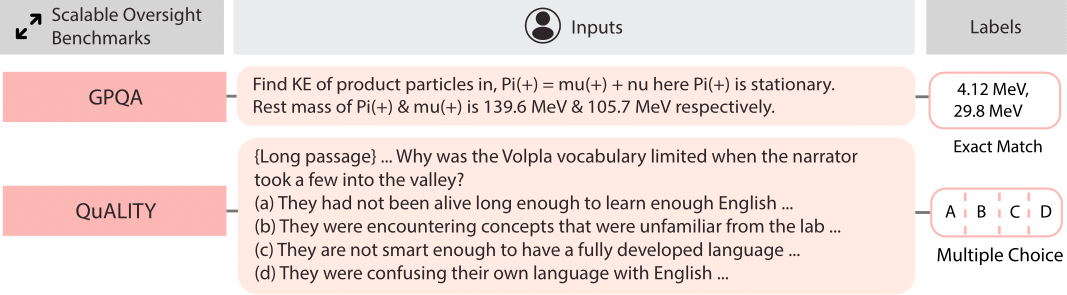 Scalable Oversight
Benchmarks
Inputs
Labels
GPQA
Find KE of product particles in, Pi(+) = mu(+) + nu here Pi(+) is stationary.
Rest mass of Pi(+) & mu(+) is 139.6 MeV & 105.7 MeV respectively.
4.12 MeV,
29.8 MeV
Exact Match
QuALITY
{Long passage} ... Why was the Volpla vocabulary limited when the narrator
took a few into the valley?
(a) They had not been alive long enough to learn enough English ...
(b) They were encountering concepts that were unfamiliar from the lab ...
(c) They are not smart enough to have a fully developed language ...
(d) They were confusing their own language with English ...
A B C D
Multiple Choice